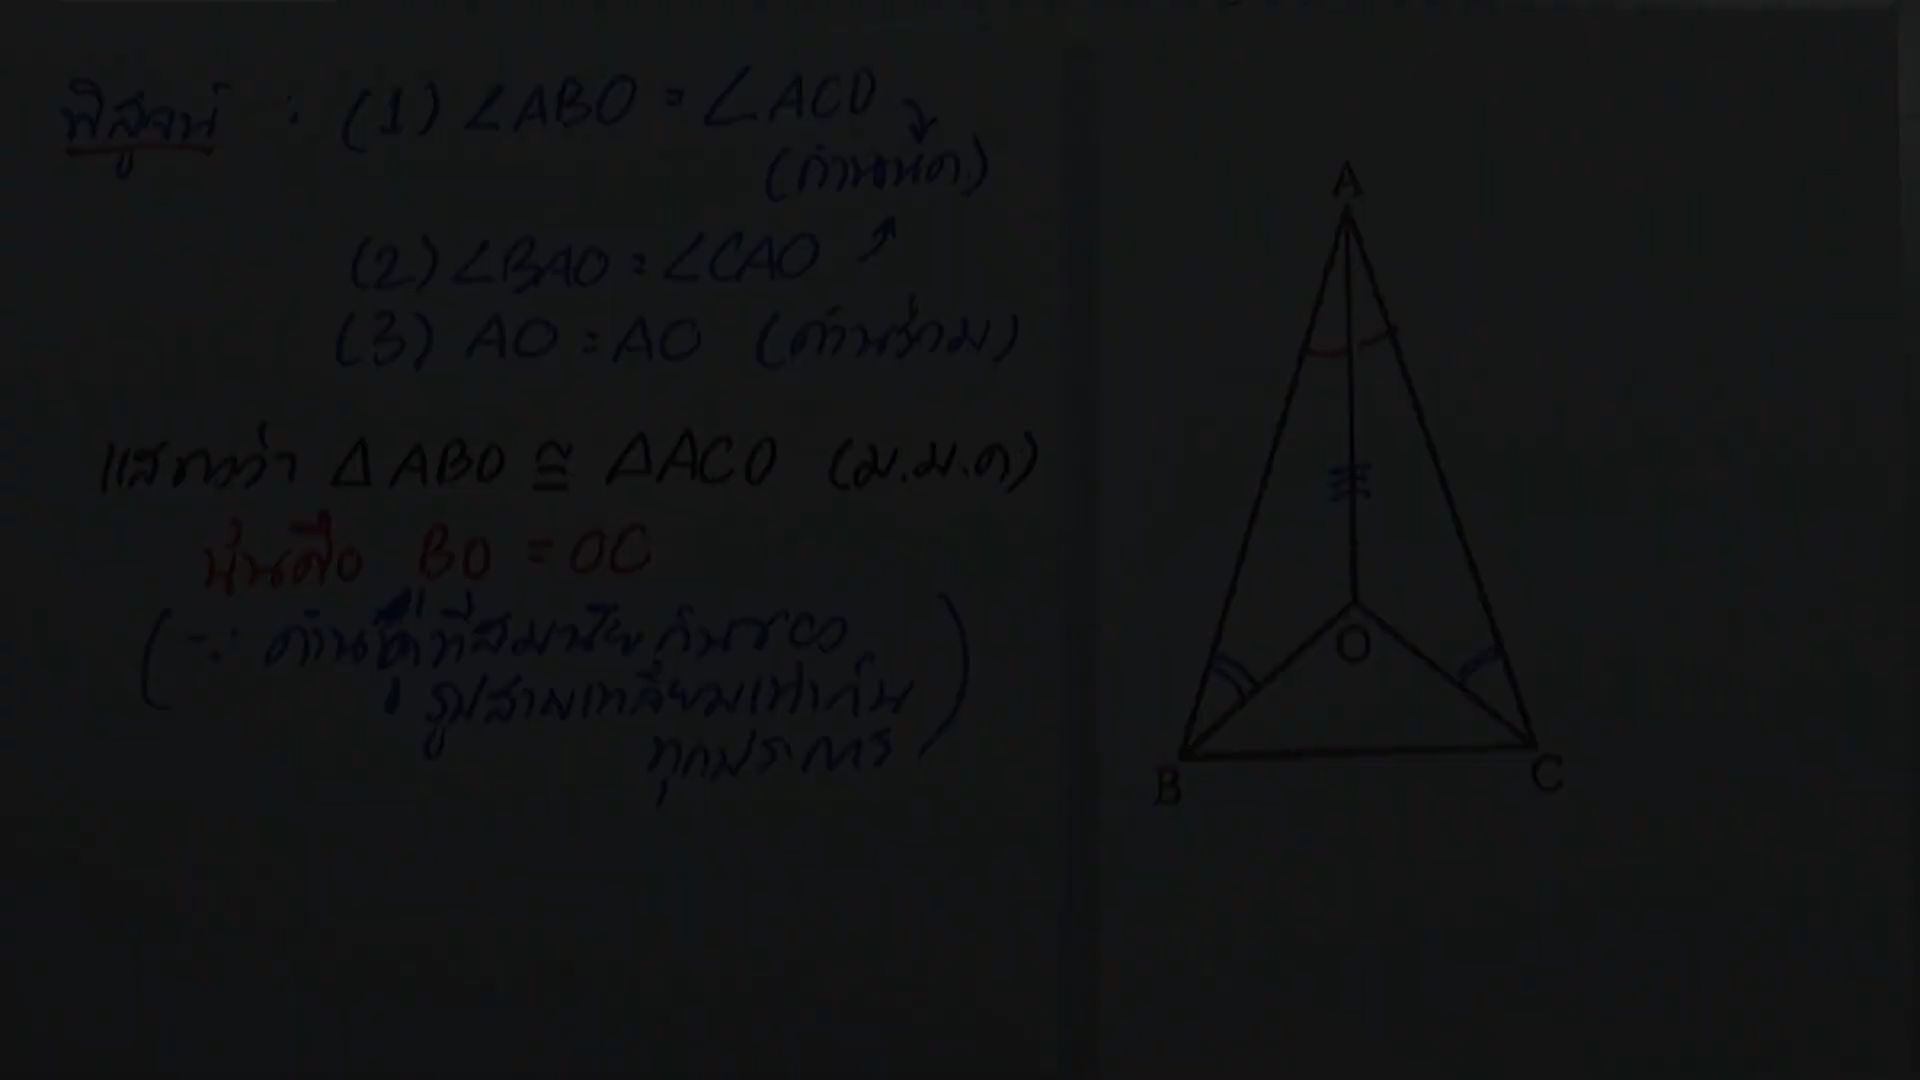 พิสูจน์ : (1) ∠ABO = ∠ACO
(กำหนด)
(2) ∠BAO = ∠CAO
(3) AO = AO (ด้านร่วม)
แสดงว่า △ABO ≅ △ACO (ม.ม.ด)
นั่นคือ BO = OC
(∵ ด้านคู่ที่สมนัยกันของ
รูปสามเหลี่ยมเท่ากัน
ทุกประการ)
A
O
B
C